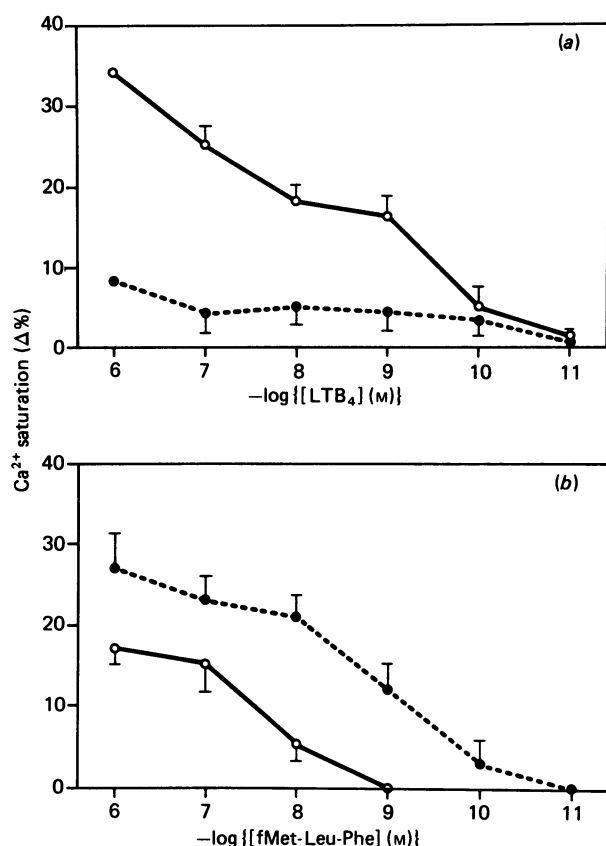 40
(a)
30
20
10
0
6 7 8 9 10 11
—log{[LTB₄] (M)}
Ca²⁺ saturation (Δ%)
40
(b)
30
20
10
0
6 7 8 9 10 11
—log{[fMet-Leu-Phe] (M)}